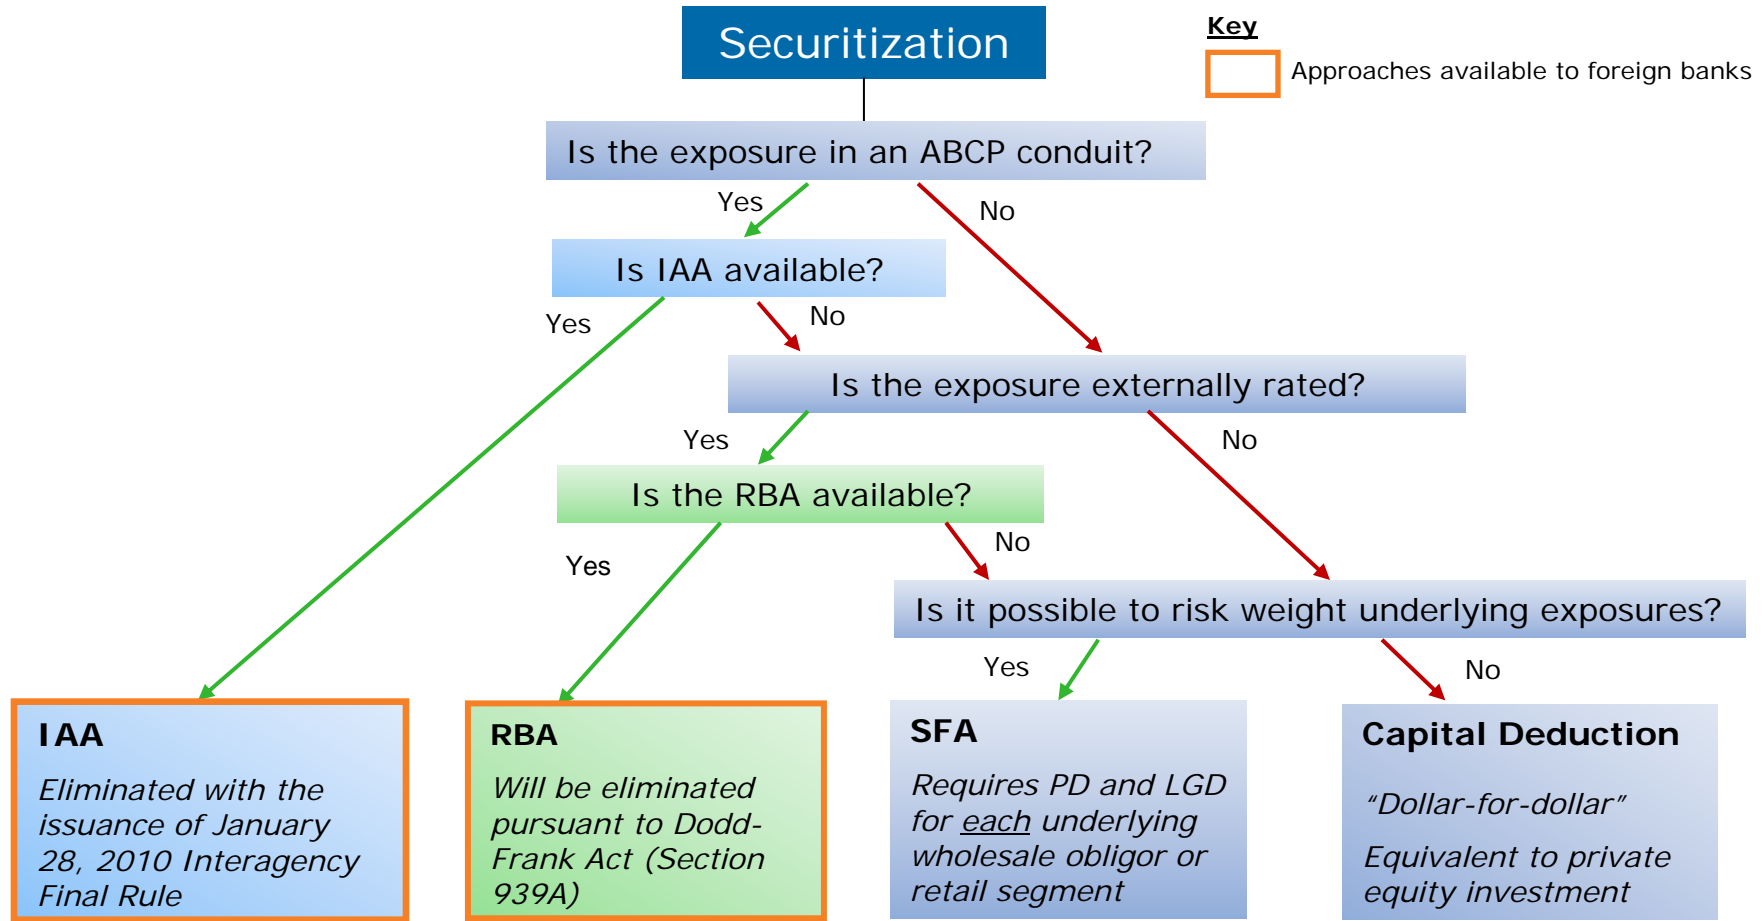 Securitization
Key
Approaches available to foreign banks
Is the exposure in an ABCP conduit?
Yes
No
Is IAA available?
Yes
No
Is the exposure externally rated?
Yes
No
Is the RBA available?
Yes
No
Is it possible to risk weight underlying exposures?
Yes
No
IAA
Eliminated with the
issuance of January
28, 2010 Interagency
Final Rule
RBA
Will be eliminated
pursuant to Dodd-
Frank Act (Section
939A)
SFA
Requires PD and LGD
for each underlying
wholesale obligor or
retail segment
Capital Deduction
“Dollar-for-dollar”
Equivalent to private
equity investment